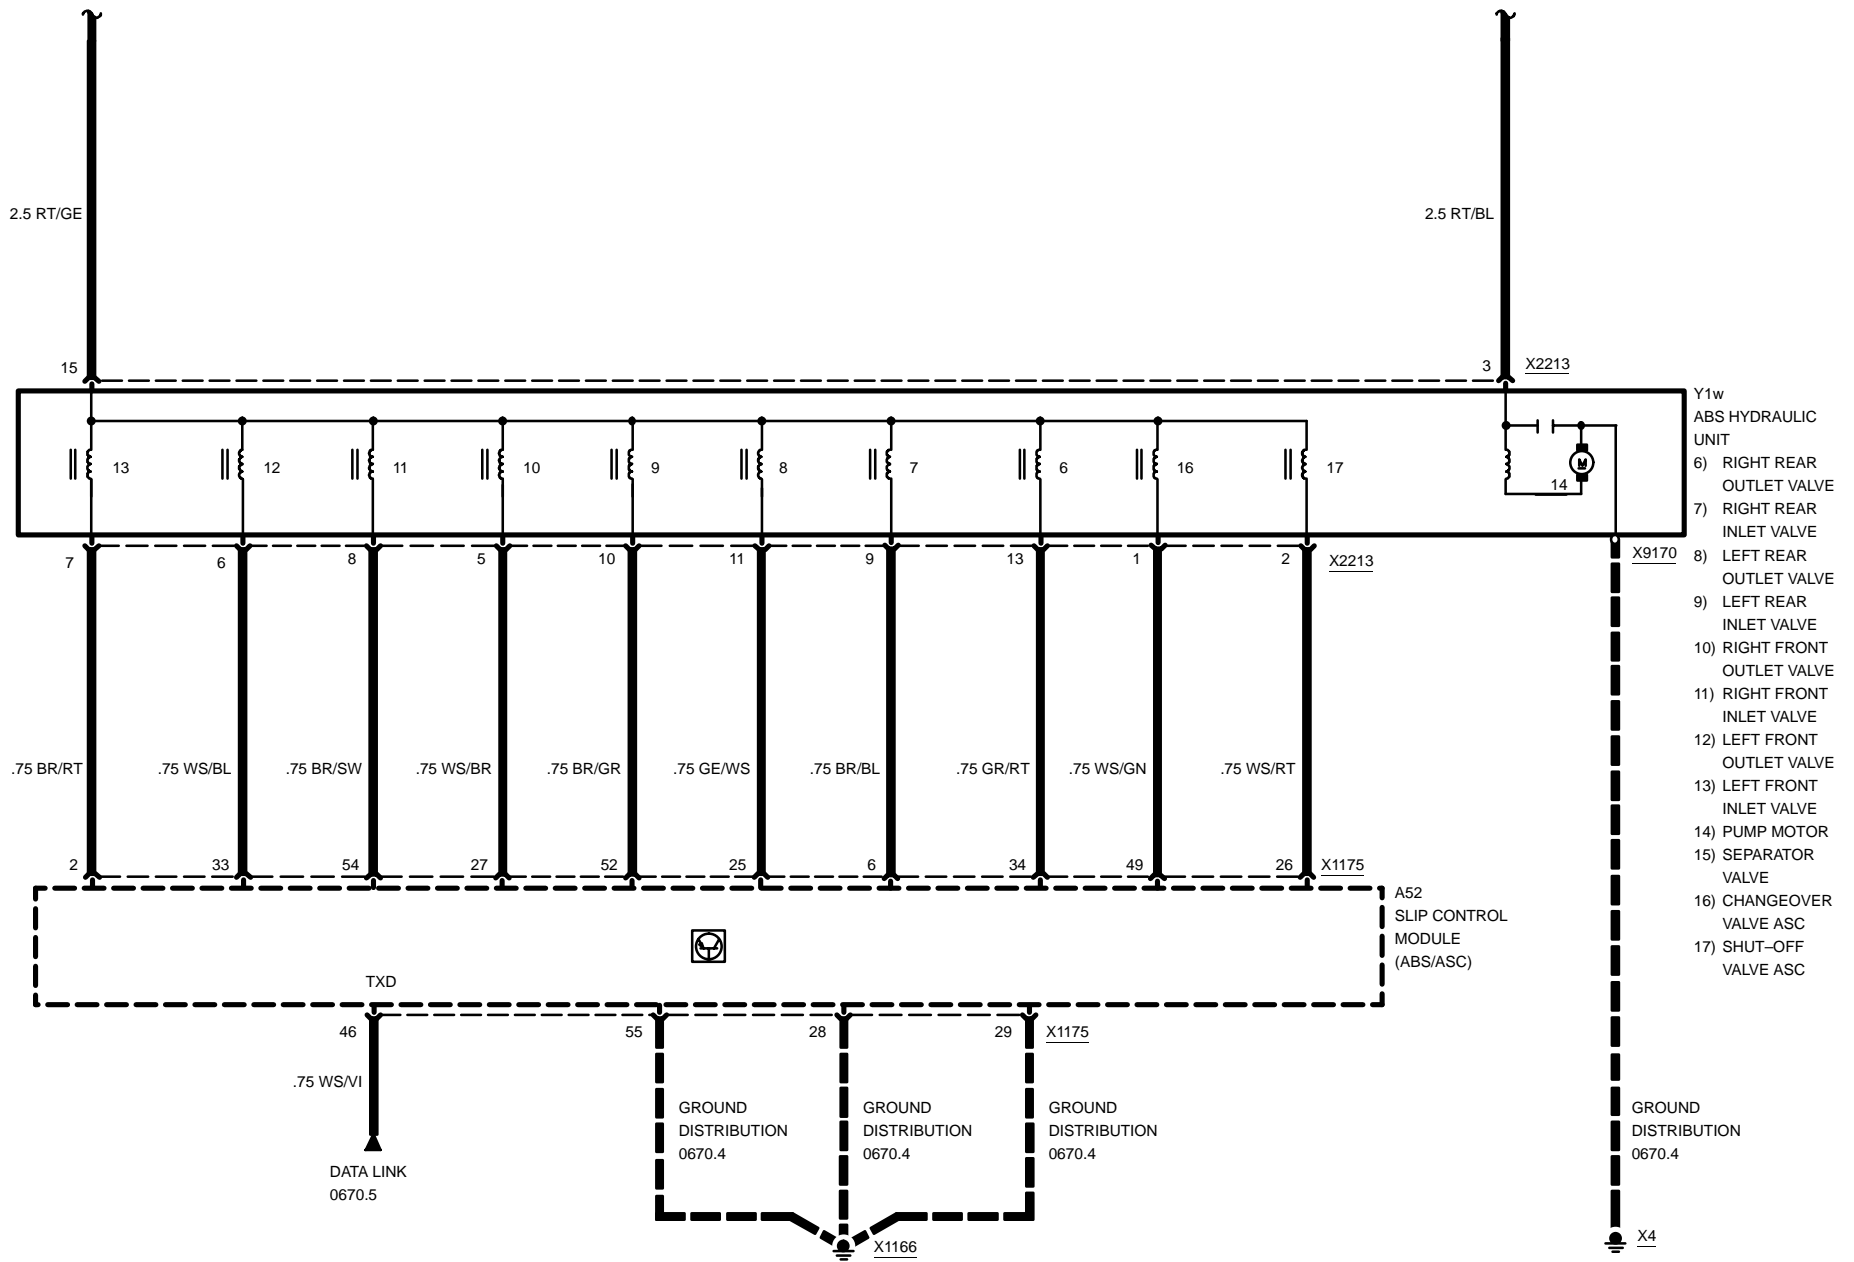 2.5 RT/GE
2.5 RT/BL
15
3
X2213
Y1w
ABS HYDRAULIC
UNIT
6) RIGHT REAR
OUTLET VALVE
7) RIGHT REAR
INLET VALVE
8) LEFT REAR
OUTLET VALVE
9) LEFT REAR
INLET VALVE
10) RIGHT FRONT
OUTLET VALVE
11) RIGHT FRONT
INLET VALVE
12) LEFT FRONT
OUTLET VALVE
13) LEFT FRONT
INLET VALVE
14) PUMP MOTOR
15) SEPARATOR
VALVE
16) CHANGEOVER
VALVE ASC
17) SHUT–OFF
VALVE ASC
13 12 11 10 9 8 7 6 16 17
M
14
7 6 8 5 10 11 9 13 1 2 X2213
X9170
.75 BR/RT .75 WS/BL .75 BR/SW .75 WS/BR .75 BR/GR .75 GE/WS .75 BR/BL .75 GR/RT .75 WS/GN .75 WS/RT
2 33 54 27 52 25 6 34 49 26 X1175
A52
SLIP CONTROL
MODULE
(ABS/ASC)
TXD
46 55 28 29 X1175
.75 WS/VI
DATA LINK
0670.5
GROUND
DISTRIBUTION
0670.4
GROUND
DISTRIBUTION
0670.4
GROUND
DISTRIBUTION
0670.4
GROUND
DISTRIBUTION
0670.4
X1166
X4